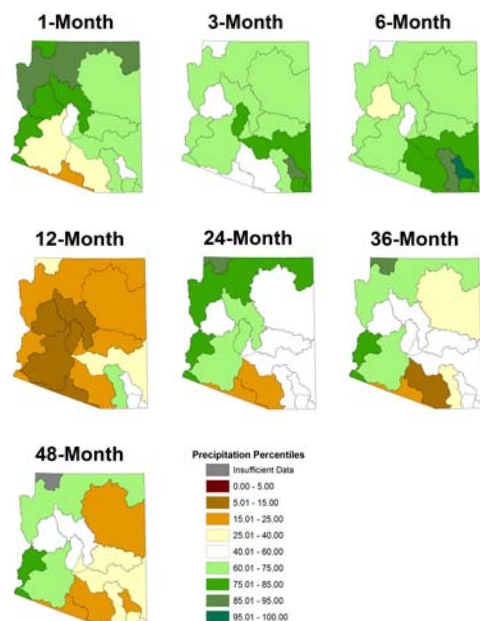 1-Month
3-Month
6-Month
12-Month
24-Month
36-Month
48-Month
Precipitation Percentiles
Insufficient Data
0.00 - 5.00
5.01 - 15.00
15.01 - 25.00
25.01 - 40.00
40.01 - 60.00
60.01 - 75.00
75.01 - 85.00
85.01 - 95.00
95.01 - 100.00